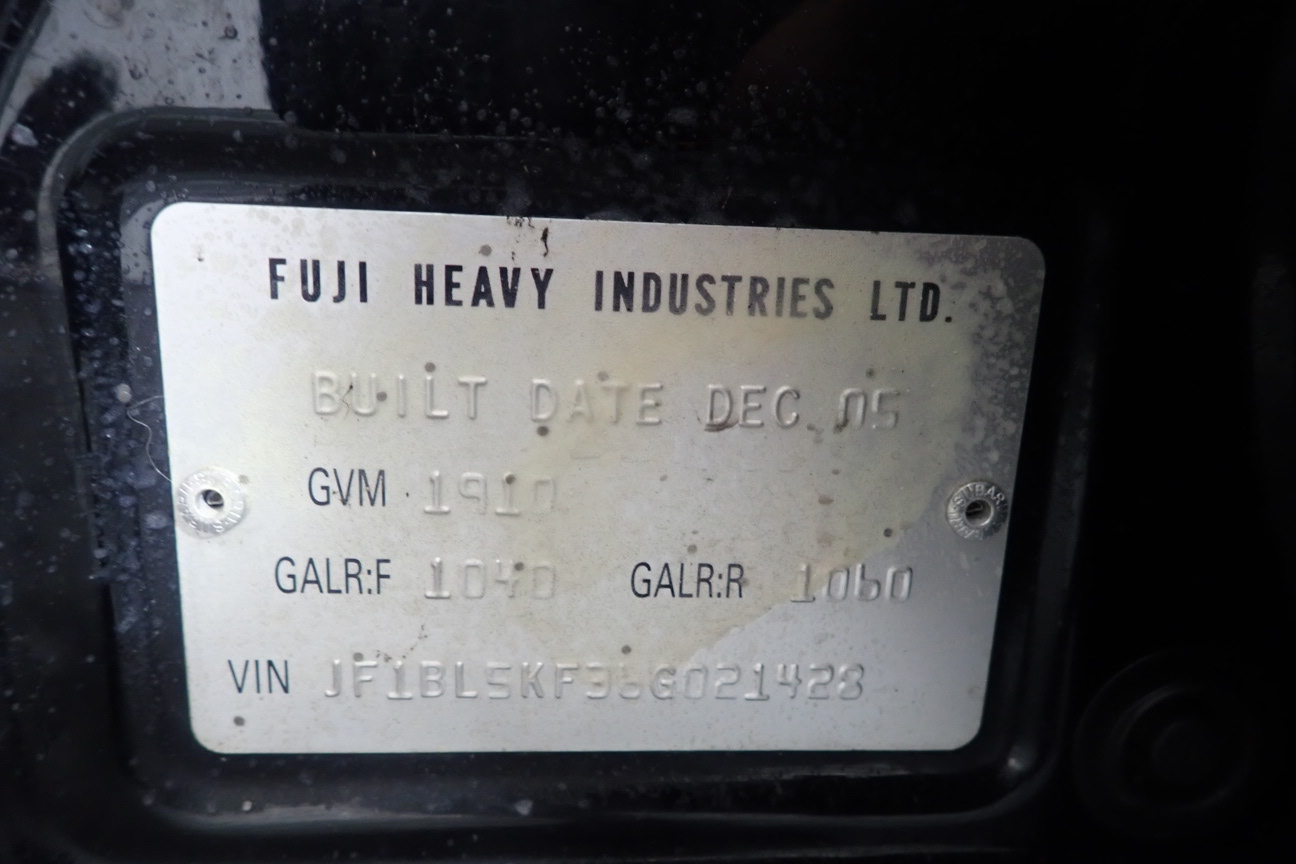 FUJI HEAVY INDUSTRIES LTD.
BUILT DATE DEC 05
GVM 1910
GALR:F 1040 GALR:R 1060
VIN JF1BL5KF36G021428